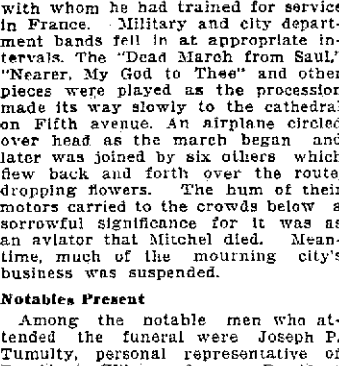 with whom he had trained for service
in France. Military and city depart-
ment bands fell in at appropriate in-
tervals. The "Dead March from Saul,"
"Nearer, My God to Thee" and other
pieces were played as the procession
made its way slowly to the cathedral
on Fifth avenue. An airplane circled
over head as the march began and
later was joined by six others which
flew back and forth over the route,
dropping flowers. The hum of their
motors carried to the crowds below a
sorrowful significance for it was as
an aviator that Mitchel died. Mean-
time, much of the mourning city's
business was suspended.
Notables Present
Among the notable men who at-
tended the funeral were Joseph P.
Tumulty, personal representative of